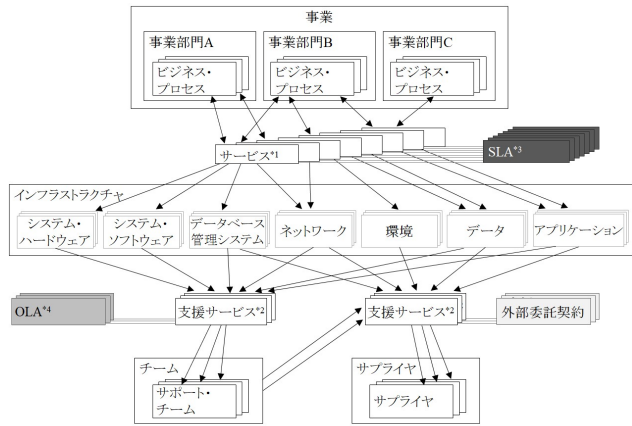 事業
事業部門A
事業部門B
事業部門C
ビジネス・
プロセス
ビジネス・
プロセス
ビジネス・
プロセス
サービス*1
SLA*3
インフラストラクチャ
システム・
ハードウェア
システム・
ソフトウェア
データベース
管理システム
ネットワーク
環境
データ
アプリケーション
OLA*4
支援サービス*2
支援サービス*2
外部委託契約
チーム
サポート・
チーム
サプライヤ
サプライヤ